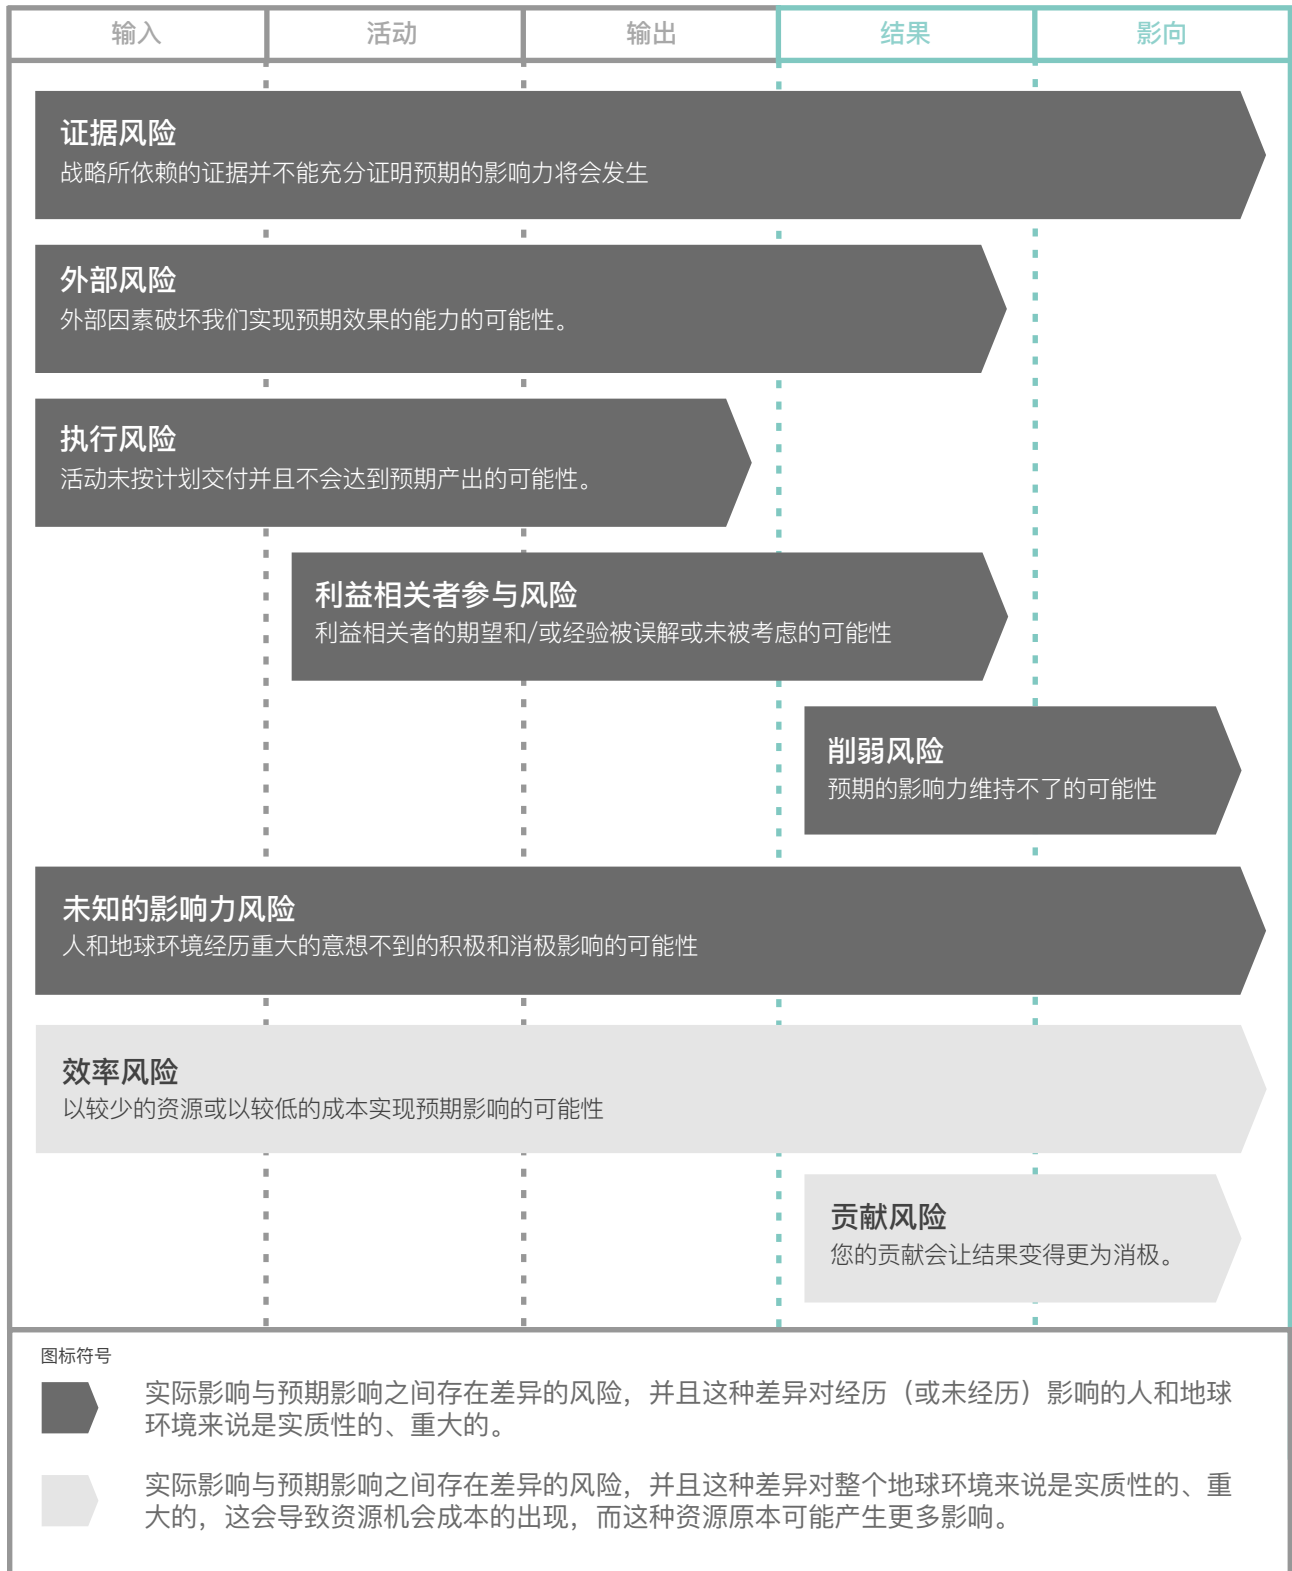 输入
活动
输出
结果
影向
证据风险
战略所依赖的证据并不能充分证明预期的影响力将会发生
外部风险
外部因素破坏我们实现预期效果的能力的可能性。
执行风险
活动未按计划交付并且不会达到预期产出的可能性。
利益相关者参与风险
利益相关者的期望和/或经验被误解或未被考虑的可能性
削弱风险
预期的影响力维持不了的可能性
未知的影响力风险
人和地球环境经历重大的意想不到的积极和消极影响的可能性
效率风险
以较少的资源或以较低的成本实现预期影响的可能性
贡献风险
您的贡献会让结果变得更为消极。
图标符号
实际影响与预期影响之间存在差异的风险，并且这种差异对经历（或未经历）影响的人和地球
环境来说是实质性的、重大的。
实际影响与预期影响之间存在差异的风险，并且这种差异对整个地球环境来说是实质性的、重
大的，这会导致资源机会成本的出现，而这种资源原本可能产生更多影响。